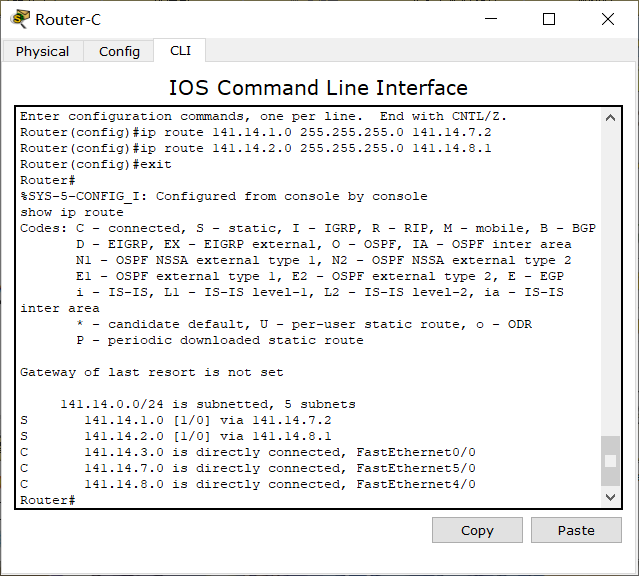 Router-C
Physical Config CLI
IOS Command Line Interface
Enter configuration commands, one per line.  End with CNTL/Z.
Router(config)#ip route 141.14.1.0 255.255.255.0 141.14.7.2
Router(config)#ip route 141.14.2.0 255.255.255.0 141.14.8.1
Router(config)#exit
Router#
%SYS-5-CONFIG_I: Configured from console by console
show ip route
Codes: C - connected, S - static, I - IGRP, R - RIP, M - mobile, B - BGP
       D - EIGRP, EX - EIGRP external, O - OSPF, IA - OSPF inter area
       N1 - OSPF NSSA external type 1, N2 - OSPF NSSA external type 2
       E1 - OSPF external type 1, E2 - OSPF external type 2, E - EGP
       i - IS-IS, L1 - IS-IS level-1, L2 - IS-IS level-2, ia - IS-IS
inter area
       * - candidate default, U - per-user static route, o - ODR
       P - periodic downloaded static route
Gateway of last resort is not set
     141.14.0.0/24 is subnetted, 5 subnets
S       141.14.1.0 [1/0] via 141.14.7.2
S       141.14.2.0 [1/0] via 141.14.8.1
C       141.14.3.0 is directly connected, FastEthernet0/0
C       141.14.7.0 is directly connected, FastEthernet5/0
C       141.14.8.0 is directly connected, FastEthernet4/0
Router#
Copy Paste